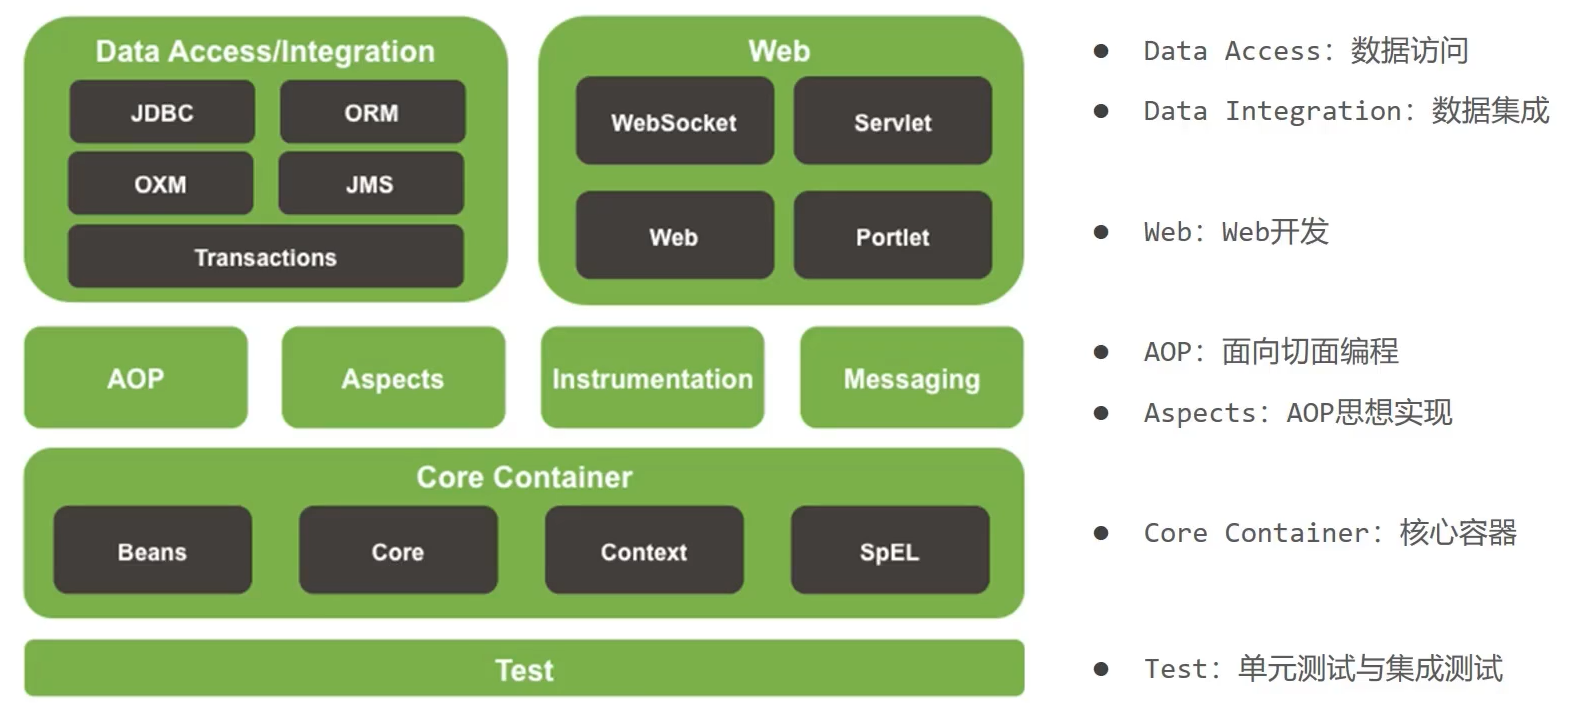 Data Access/Integration
JDBC
ORM
OXM
JMS
Transactions
Web
WebSocket
Servlet
Web
Portlet
AOP
Aspects
Instrumentation
Messaging
Core Container
Beans
Core
Context
SpEL
Test
● Data Access：数据访问
● Data Integration：数据集成
● Web：Web开发
● AOP：面向切面编程
● Aspects：AOP思想实现
● Core Container：核心容器
● Test：单元测试与集成测试